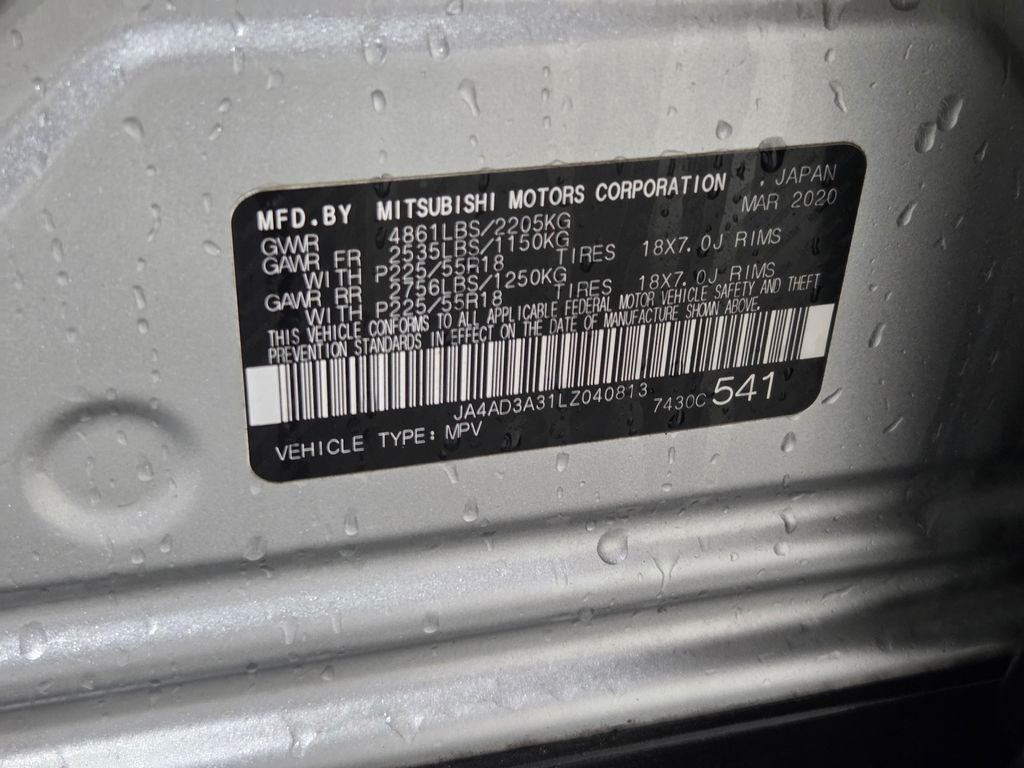 MFD.BY MITSUBISHI MOTORS CORPORATION , JAPAN
MAR 2020
GVWR 4861LBS/2205KG
GAWR FR 2535LBS/1150KG
WITH P225/55R18 TIRES 18X7.0J RIMS
GAWR RR 2756LBS/1250KG
WITH P225/55R18 TIRES 18X7.0J RIMS
THIS VEHICLE CONFORMS TO ALL APPLICABLE FEDERAL MOTOR VEHICLE SAFETY AND THEFT
PREVENTION STANDARDS IN EFFECT ON THE DATE OF MANUFACTURE SHOWN ABOVE.
JA4AD3A31LZ040813
VEHICLE TYPE: MPV 7430C 541